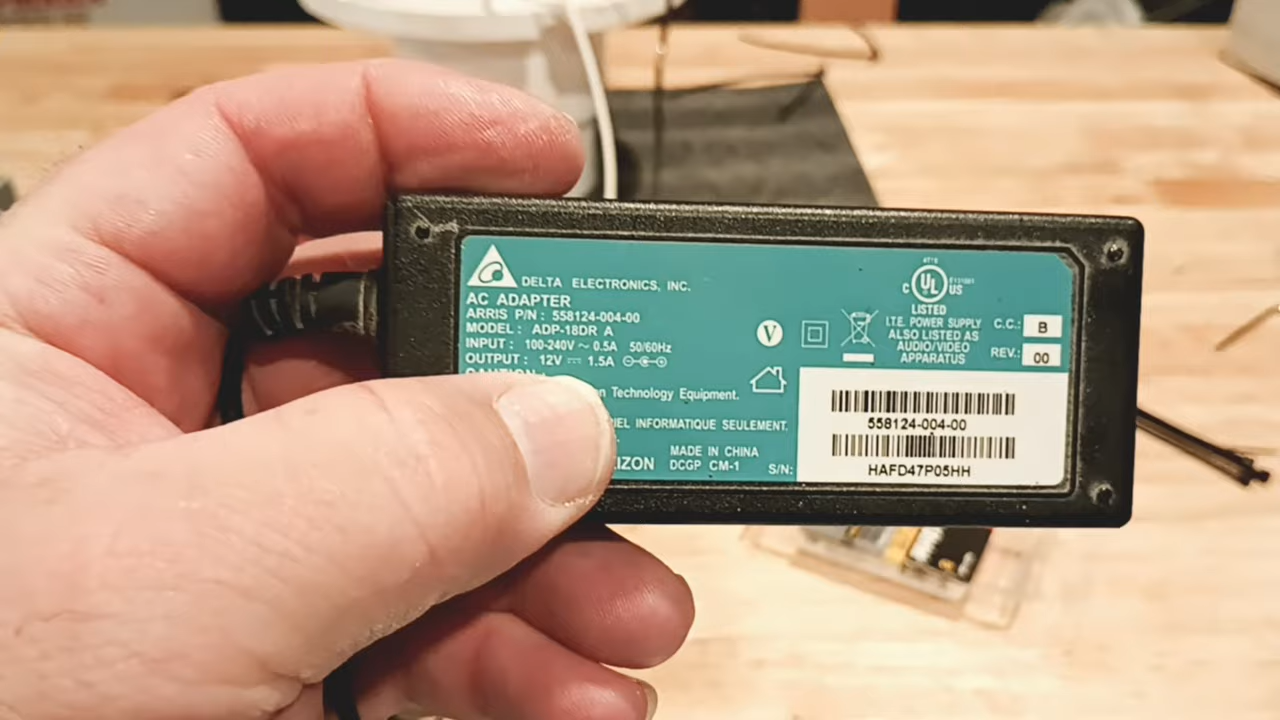 DELTA ELECTRONICS, INC.
AC ADAPTER
ARRIS P/N : 558124-004-00
MODEL : ADP-18DR A
INPUT : 100-240V ~ 0.5A 50/60Hz
OUTPUT : 12V ⎓ 1.5A
Technology Equipment.
INFORMATIQUE SEULEMENT.
MADE IN CHINA
DCGP CM-1
S/N:
V
C UL US
LISTED
I.T.E. POWER SUPPLY
ALSO LISTED AS
AUDIO/VIDEO
APPARATUS
C.C.: B
REV.: 00
558124-004-00
HAFD47P05HH